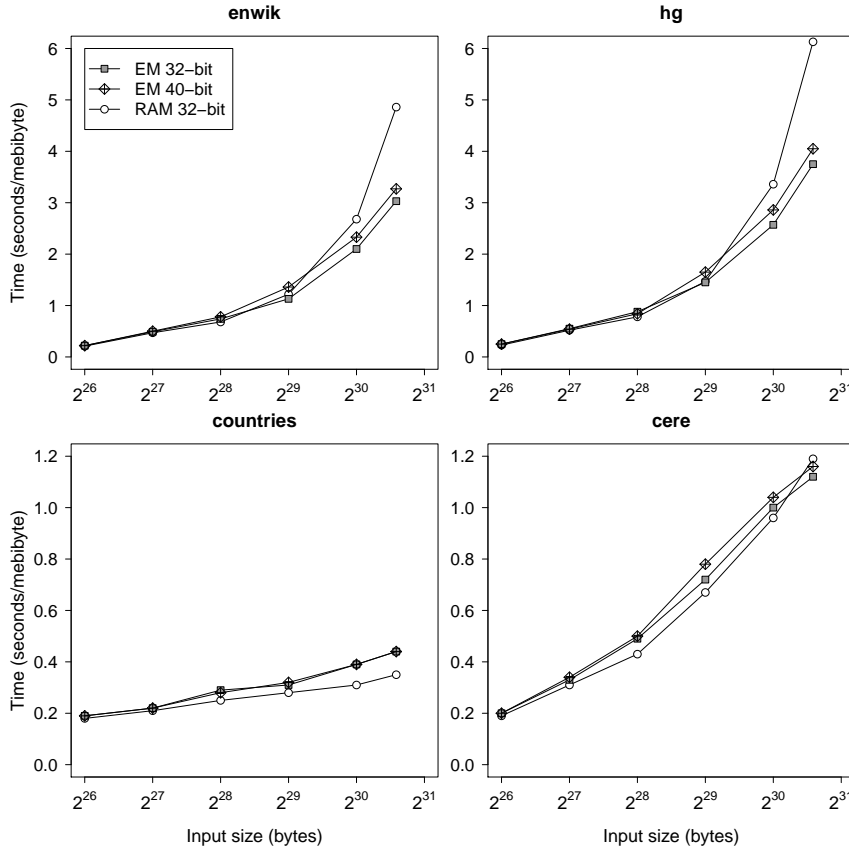 enwik
hg
Time (seconds/mebibyte)
6
5
4
3
2
1
0
EM 32−bit
EM 40−bit
RAM 32−bit
2^26 2^27 2^28 2^29 2^30 2^31
6
5
4
3
2
1
0
2^26 2^27 2^28 2^29 2^30 2^31
countries
cere
Time (seconds/mebibyte)
1.2
1.0
0.8
0.6
0.4
0.2
0.0
2^26 2^27 2^28 2^29 2^30 2^31
Input size (bytes)
1.2
1.0
0.8
0.6
0.4
0.2
0.0
2^26 2^27 2^28 2^29 2^30 2^31
Input size (bytes)